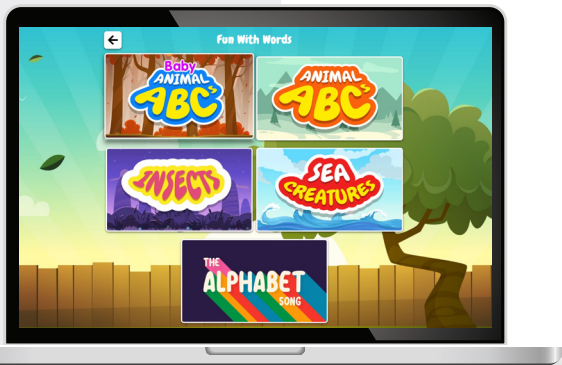 Fun With Words
Baby
ANIMAL
ABC's
ANIMAL
ABC's
INSECTS
SEA
CREATURES
THE
ALPHABET
SONG